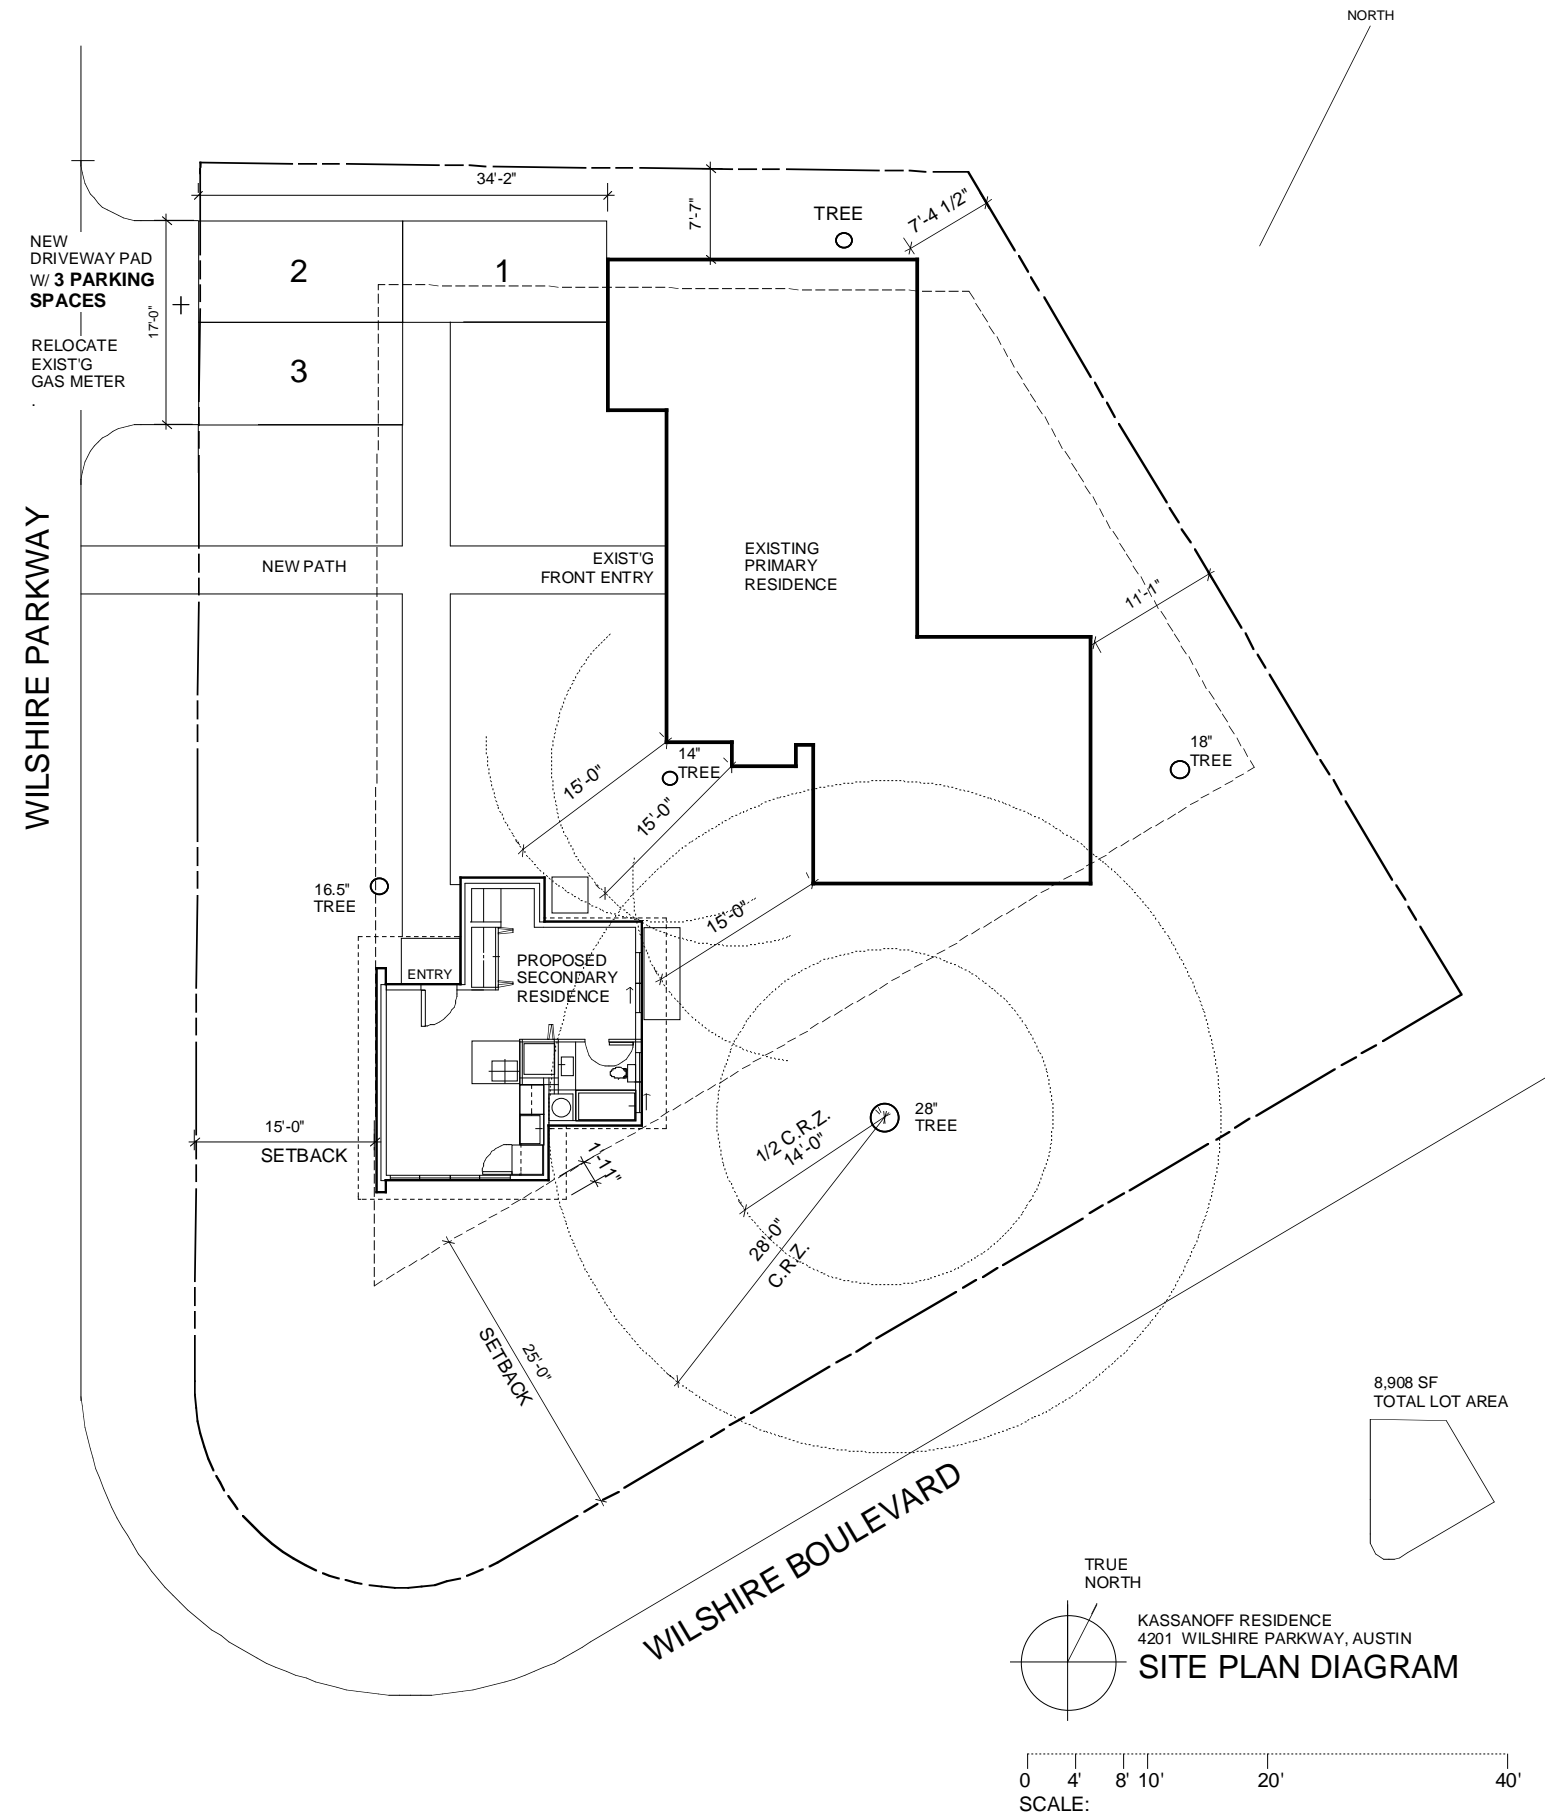 NORTH
34'-2"
7'-7"
TREE
7'-4 1/2"
NEW
DRIVEWAY PAD
W/ 3 PARKING
SPACES
RELOCATE
EXIST'G
GAS METER
.
17'-0"
2
1
3
WILSHIRE PARKWAY
NEW PATH
EXIST'G
FRONT ENTRY
EXISTING
PRIMARY
RESIDENCE
11'-1"
14"
TREE
18"
TREE
15'-0"
15'-0"
15'-0"
16.5"
TREE
ENTRY
PROPOSED
SECONDARY
RESIDENCE
15'-0"
SETBACK
1'-11"
1/2 C.R.Z.
14'-0"
28"
TREE
28'-0"
C.R.Z.
25'-0"
SETBACK
WILSHIRE BOULEVARD
8,908 SF
TOTAL LOT AREA
TRUE
NORTH
KASSANOFF RESIDENCE
4201 WILSHIRE PARKWAY, AUSTIN
SITE PLAN DIAGRAM
0 4' 8' 10' 20' 40'
SCALE: